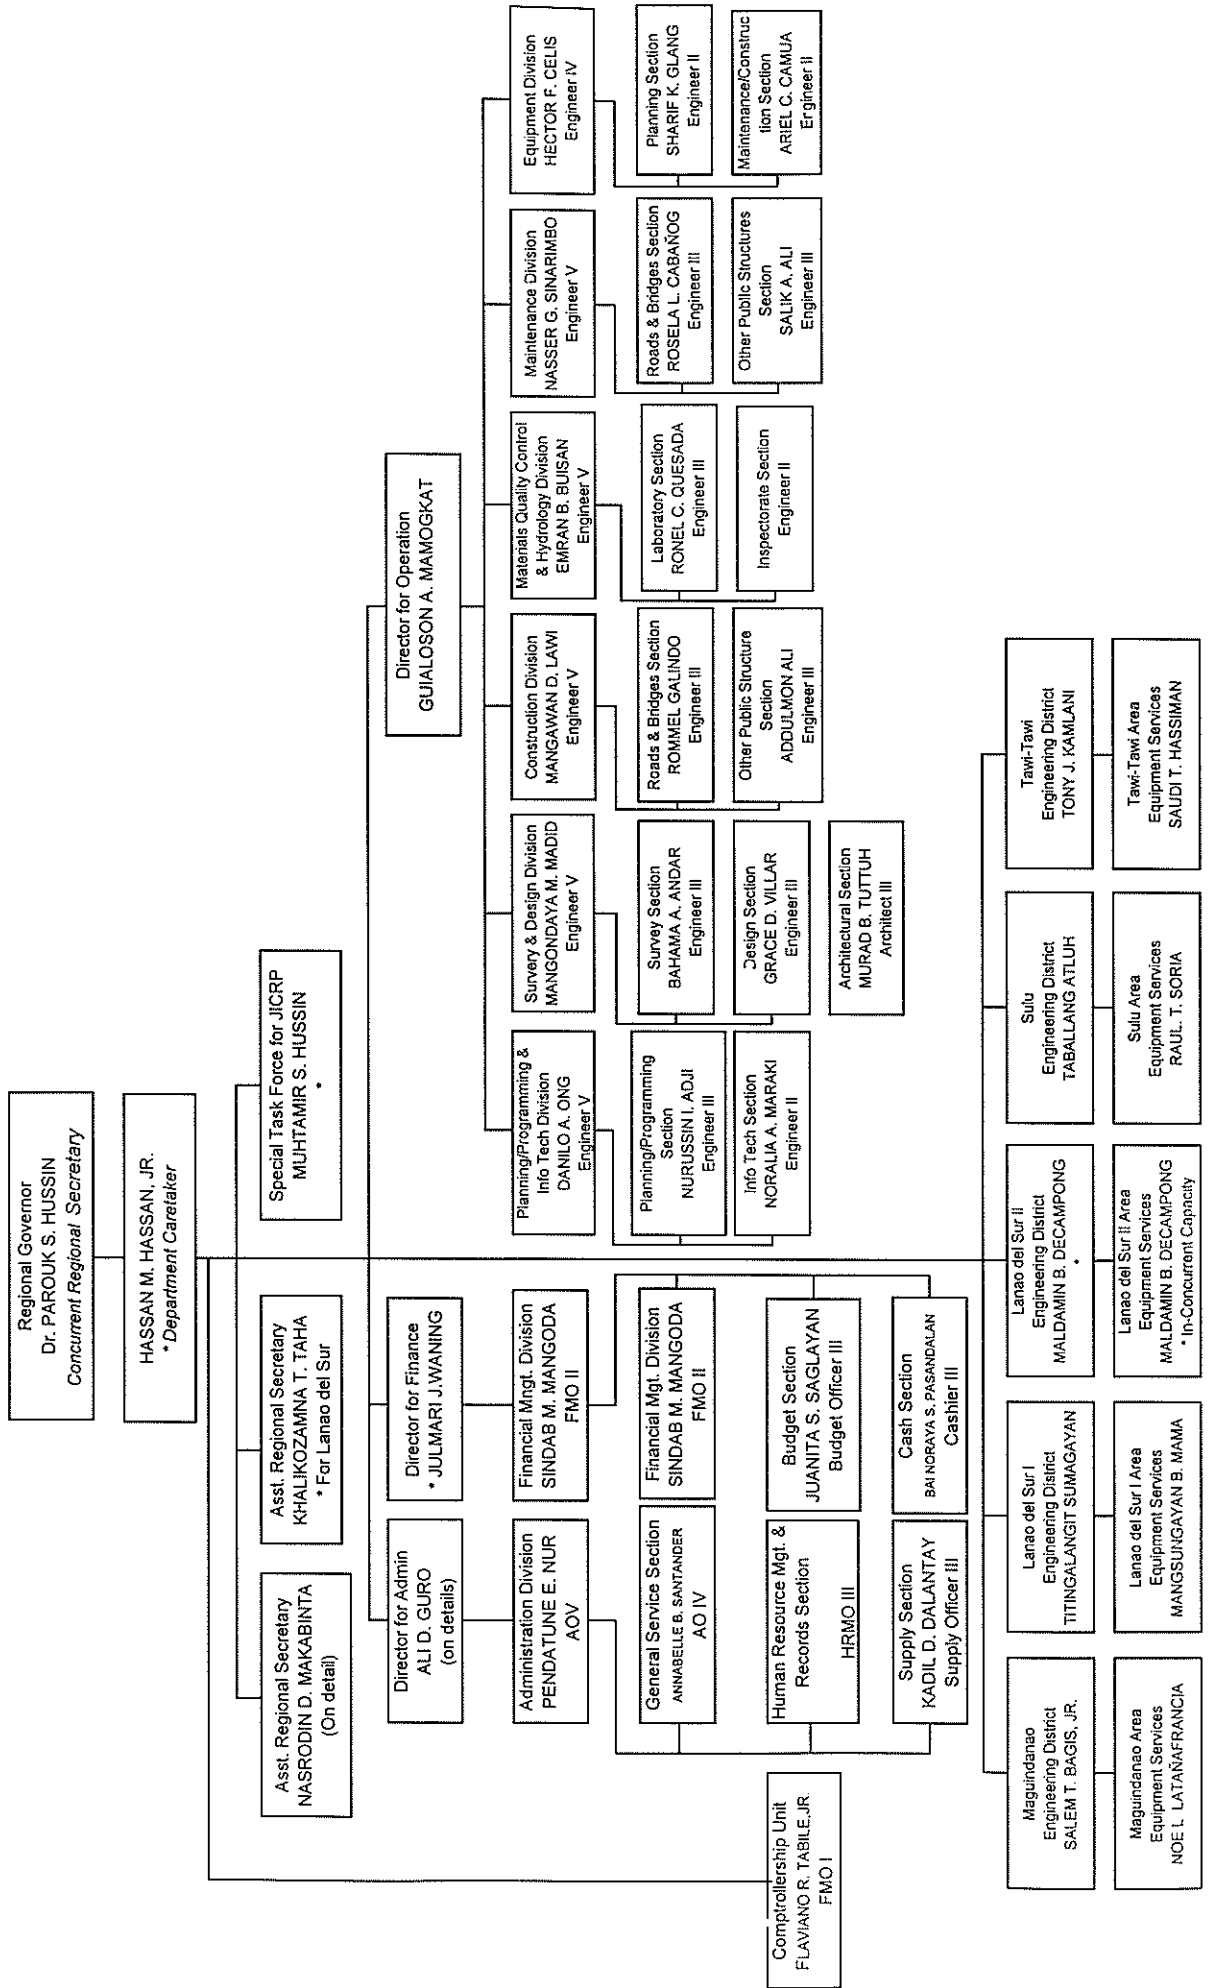 Regional Governor
Dr. PAROUK S. HUSSIN
Concurrent Regional Secretary
HASSAN M. HASSAN, JR.
* Department Caretaker
Asst. Regional Secretary
NASRODIN D. MAKABINTA
(On detail)
Asst. Regional Secretary
KHALIKOZAMNA T. TAHA
* For Lanao del Sur
Special Task Force for JICRP
MUHTAMIR S. HUSSIN
*
Director for Admin
ALI D. GURO
(on details)
Director for Finance
* JULMARI J.WANING
Director for Operation
GUIALOSON A. MAMOGKAT
Administration Division
PENDATUNE E. NUR
AOV
Financial Mngt. Division
SINDAB M. MANGODA
FMO II
Planning/Programming &
Info Tech Division
DANILO A. ONG
Engineer V
Survery & Design Division
MANGONDAYA M. MADID
Engineer V
Construction Division
MANGAWAN D. LAWI
Engineer V
Materials Quality Control
& Hydrology Division
EMRAN B. BUISAN
Engineer V
Maintenance Division
NASSER G. SINARIMBO
Engineer V
Equipment Division
HECTOR F. CELIS
Engineer IV
General Service Section
ANNABELLE B. SANTANDER
AO IV
Financial Mgt. Division
SINDAB M. MANGODA
FMO II
Planning/Programming
Section
NURUSSIN I. ADJI
Engineer III
Survey Section
BAHAMA A. ANDAR
Engineer III
Roads & Bridges Section
ROMMEL GALINDO
Engineer III
Laboratory Section
RONEL C. QUESADA
Engineer III
Roads & Bridges Section
ROSELA L. CABAÑOG
Engineer III
Planning Section
SHARIF K. GLANG
Engineer II
Comptrollership Unit
FLAVIANO R. TABILE,JR.
FMO I
Human Resource Mgt. &
Records Section
HRMO III
Budget Section
JUANITA S. SAGLAYAN
Budget Officer III
Info Tech Section
NORALIA A. MARAKI
Engineer II
Design Section
GRACE D. VILLAR
Engineer III
Other Public Structure
Section
ADDULMON ALI
Engineer III
Inspectorate Section
Engineer II
Other Public Structures
Section
SALIK A. ALI
Engineer III
Maintenance/Construc
tion Section
ARIEL C. CAMUA
Engineer II
Supply Section
KADIL D. DALANTAY
Supply Officer III
Cash Section
BAI NORAYA S. PASANDALAN
Cashier III
Architectural Section
MURAD B. TUTTUH
Architect III
Maguindanao
Engineering District
SALEM T. BAGIS, JR.
Lanao del Sur I
Engineering District
TITINGALANGIT SUMAGAYAN
Lanao del Sur II
Engineering District
MALDAMIN B. DECAMPONG
*
Sulu
Engineering District
TABALLANG ATLUH
Tawi-Tawi
Engineering District
TONY J. KAMLANI
Maguindanao Area
Equipment Services
NOE L. LATAÑAFRANCIA
Lanao del Sur I Area
Equipment Services
MANGSUNGAYAN B. MAMA
Lanao del Sur II Area
Equipment Services
MALDAMIN B. DECAMPONG
* In-Concurrent Capacity
Sulu Area
Equipment Services
RAUL. T. SORIA
Tawi-Tawi Area
Equipment Services
SAUDI T. HASSIMAN